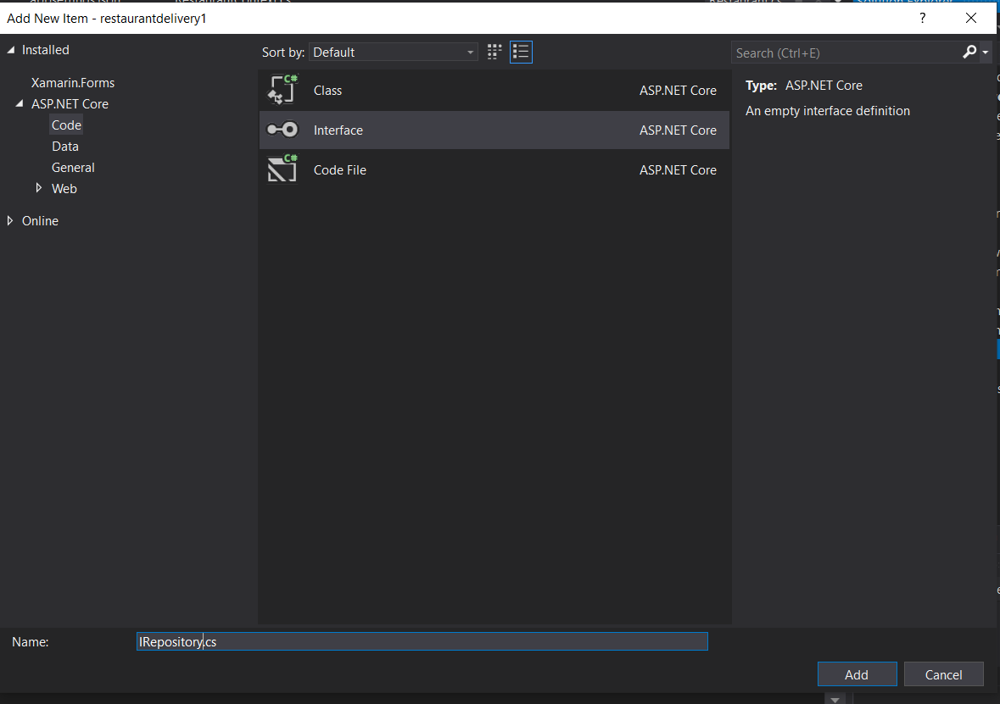 Add New Item - restaurantdelivery1
?
Installed
Sort by: Default
Search (Ctrl+E)
Xamarin.Forms
ASP.NET Core
Code
Data
General
Web
Online
C#
Class ASP.NET Core
Interface ASP.NET Core
C#
Code File ASP.NET Core
Type: ASP.NET Core
An empty interface definition
Name: IRepository.cs
Add Cancel